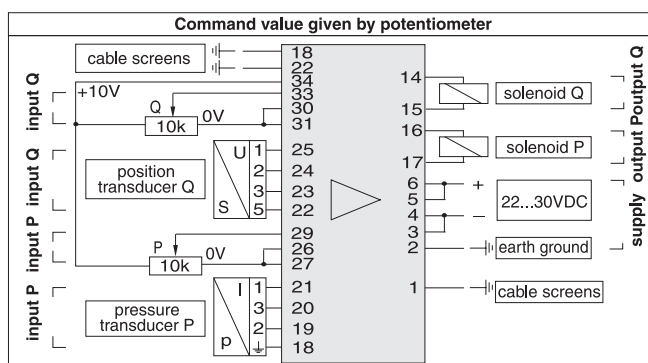 Command value given by potentiometer
cable screens
18
22
34
+10V
33
Q
30
10k
0V
31
input Q
position
transducer Q
U
S
1
2
3
5
25
24
23
22
input Q
P
29
0V
26
10k
27
input P
pressure
transducer P
I
p
1
3
2
21
20
19
18
input P
14
15
solenoid Q
output Q
16
17
solenoid P
output P
6
5
4
3
+
–
22...30VDC
supply
2
earth ground
1
cable screens